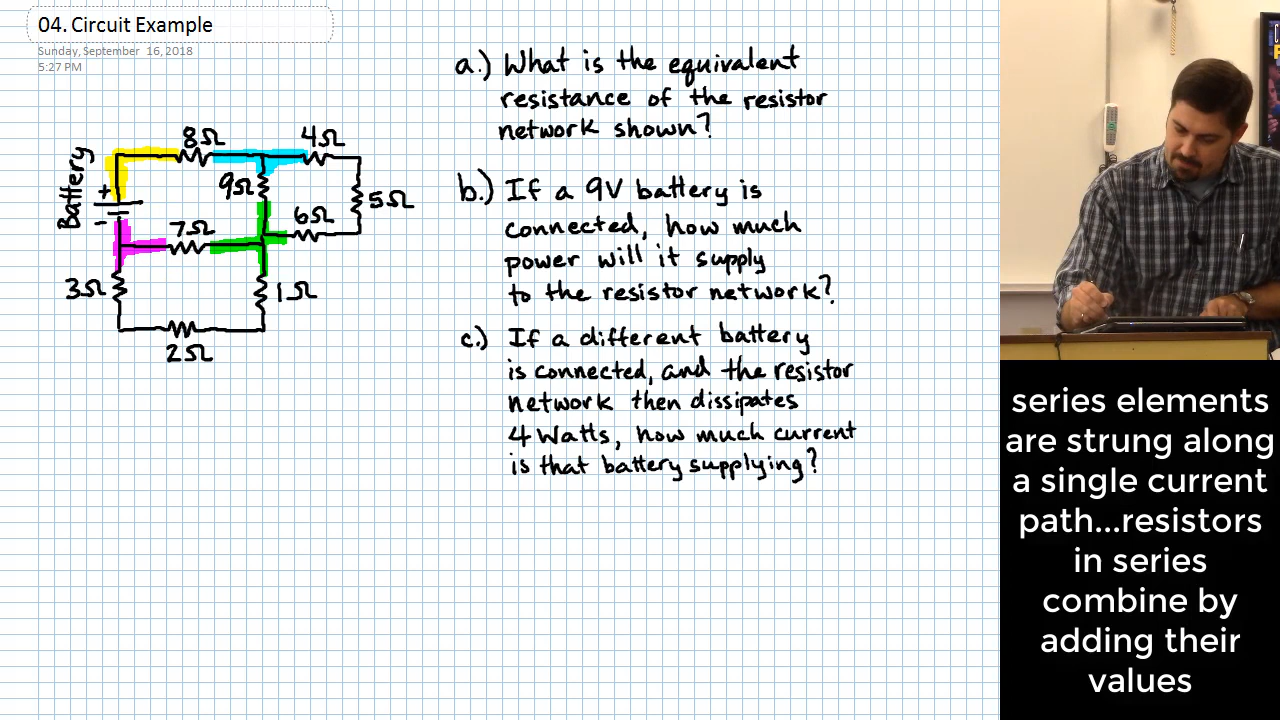 04. Circuit Example
Sunday, September 16, 2018
5:27 PM
Battery
+
-
8Ω
4Ω
9Ω
5Ω
7Ω
6Ω
3Ω
1Ω
2Ω
a.) What is the equivalent
resistance of the resistor
network shown?
b.) If a 9V battery is
connected, how much
power will it supply
to the resistor network?
c.) If a different battery
is connected, and the resistor
network then dissipates
4 Watts, how much current
is that battery supplying?
series elements
are strung along
a single current
path...resistors
in series
combine by
adding their
values